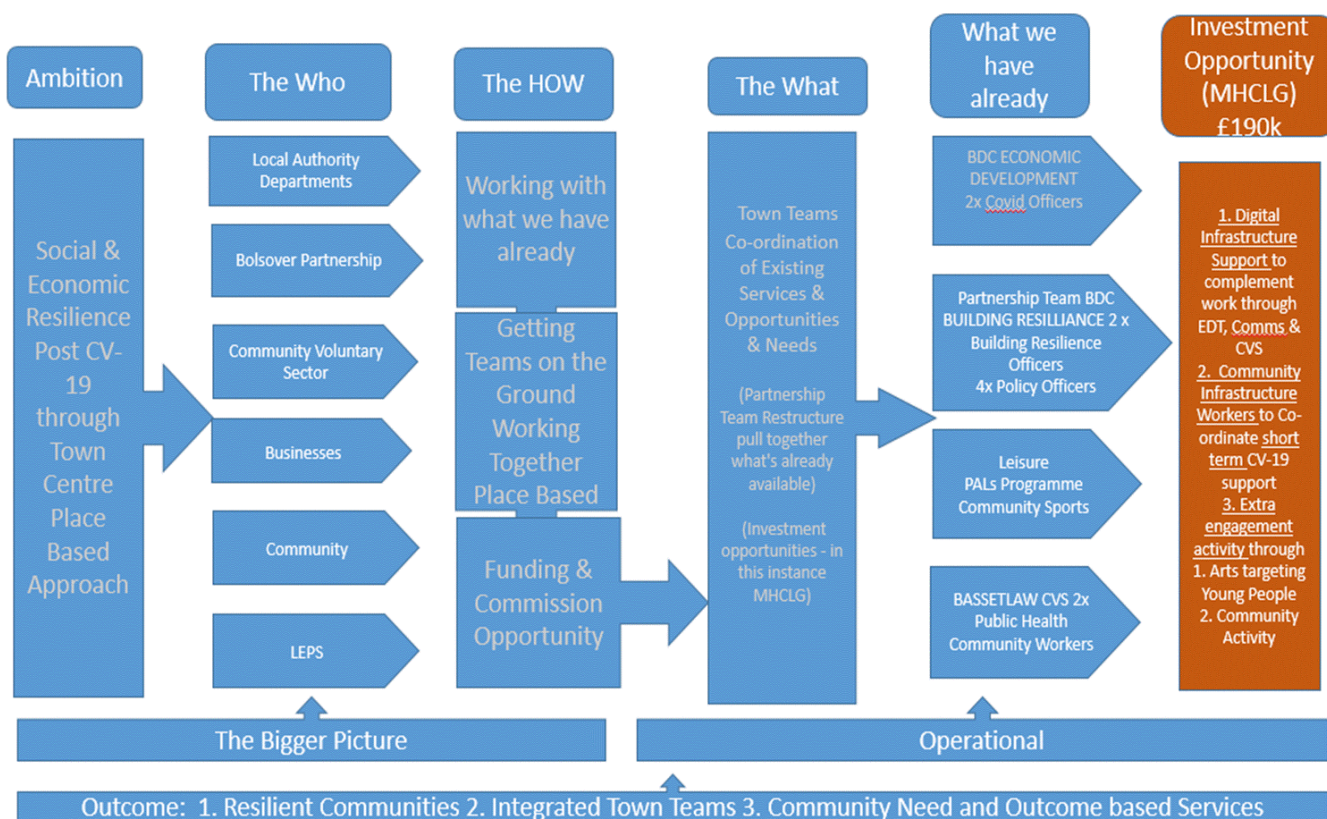 Ambition
Social &
Economic
Resilience
Post CV-
19
through
Town
Centre
Place
Based
Approach
The Who
Local Authority
Departments
Bolsover Partnership
Community Voluntary
Sector
Businesses
Community
LEPS
The HOW
Working with
what we have
already
Getting
Teams on the
Ground
Working
Together
Place Based
Funding &
Commission
Opportunity
The What
Town Teams
Co-ordination
of Existing
Services &
Opportunities
& Needs
(Partnership
Team Restructure
pull together
what's already
available)
(Investment
opportunities - in
this instance
MHCLG)
What we
have
already
BDC ECONOMIC
DEVELOPMENT
2x Covid Officers
Partnership Team BDC
BUILDING RESILLIANCE 2 x
Building Resilience
Officers
4x Policy Officers
Leisure
PALs Programme
Community Sports
BASSETLAW CVS 2x
Public Health
Community Workers
Investment
Opportunity
(MHCLG)
£190k
1. Digital
Infrastructure
Support to
complement
work through
EDT, Comms &
CVS
2. Community
Infrastructure
Workers to Co-
ordinate short
term CV-19
support
3. Extra
engagement
activity through
1. Arts targeting
Young People
2. Community
Activity
The Bigger Picture
Operational
Outcome: 1. Resilient Communities 2. Integrated Town Teams 3. Community Need and Outcome based Services